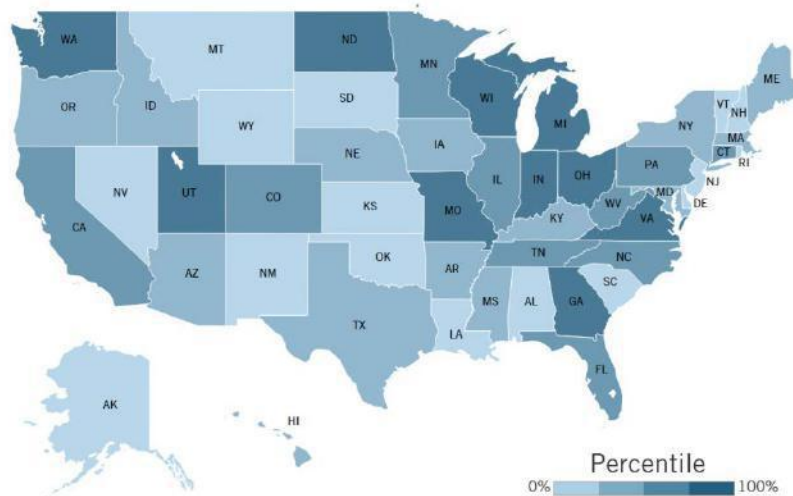 WA
MT
ND
MN
ME
OR
ID
SD
WI
VT
NH
WY
MI
NY
MA
CT
RI
NE
IA
PA
NJ
NV
UT
CO
IL
IN
OH
MD
DE
CA
KS
MO
WV
VA
KY
AZ
NM
OK
AR
TN
NC
TX
MS
AL
GA
SC
LA
FL
AK
HI
Percentile
0% 100%